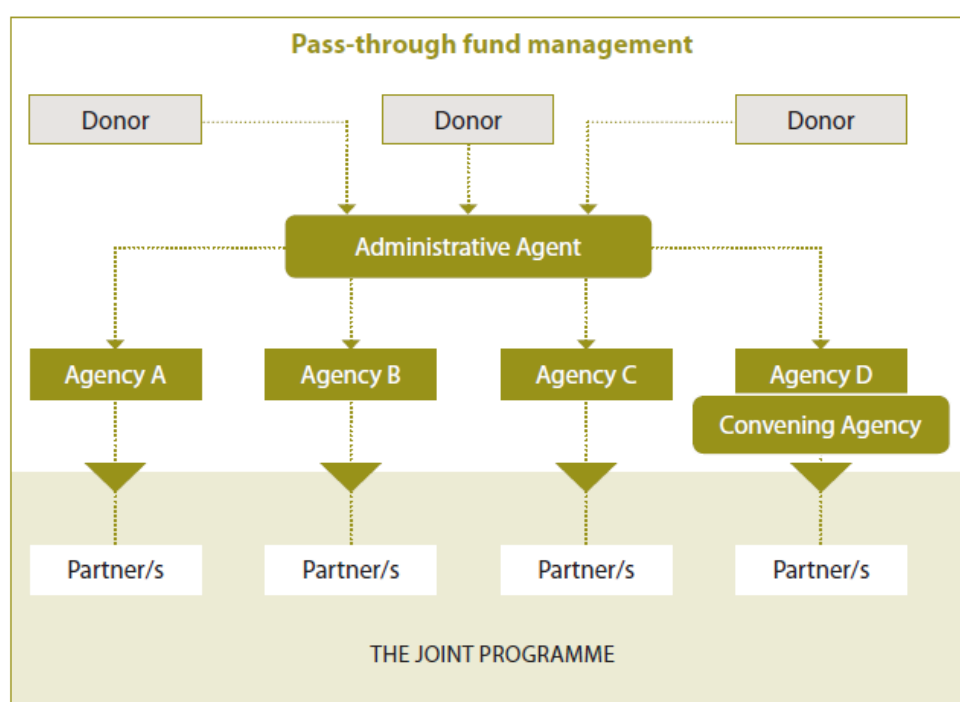 Pass-through fund management
Donor
Donor
Donor
Administrative Agent
Agency A
Agency B
Agency C
Agency D
Convening Agency
Partner/s
Partner/s
Partner/s
Partner/s
THE JOINT PROGRAMME